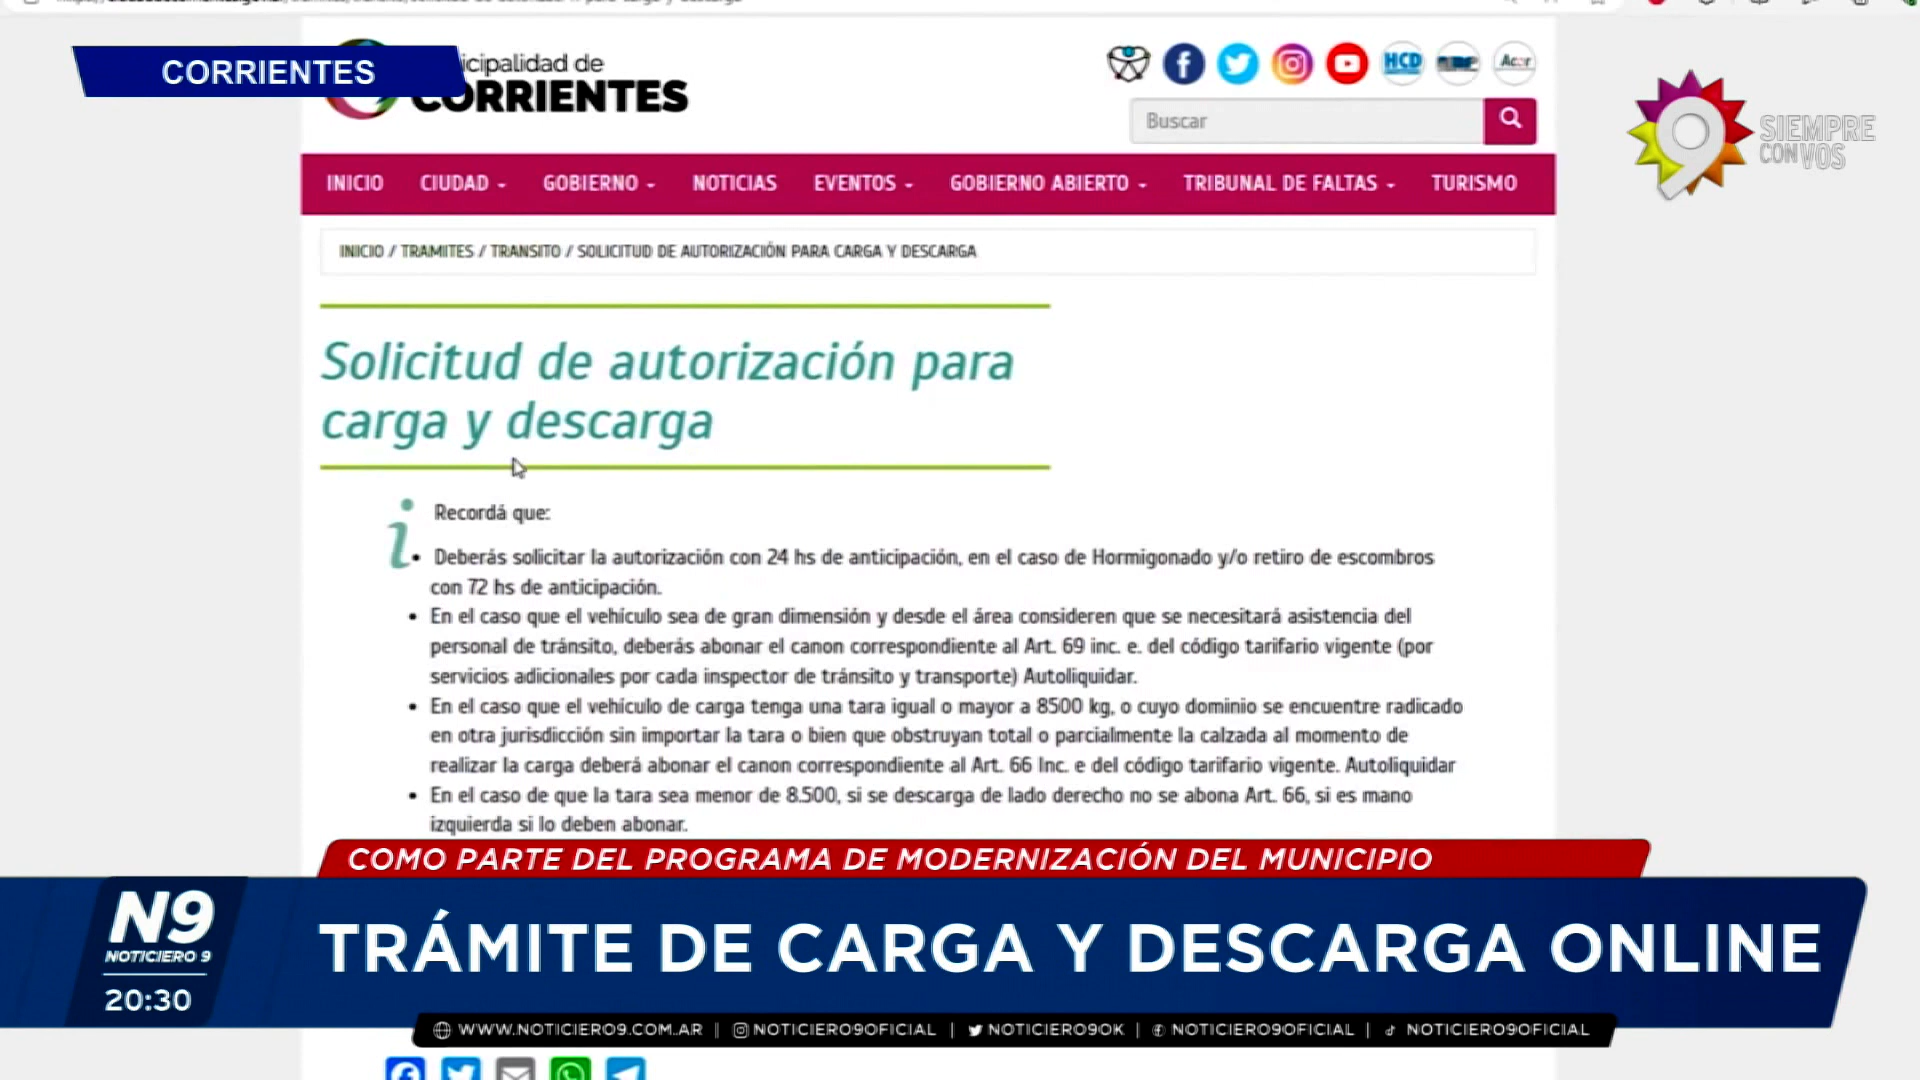 CORRIENTES
icipalidad de
CORRIENTES
HCD
Acor
Buscar
9 SIEMPRE
CON VOS
INICIO CIUDAD GOBIERNO NOTICIAS EVENTOS GOBIERNO ABIERTO TRIBUNAL DE FALTAS TURISMO
INICIO / TRAMITES / TRANSITO / SOLICITUD DE AUTORIZACIÓN PARA CARGA Y DESCARGA
Solicitud de autorización para
carga y descarga
i Recordá que:
• Deberás solicitar la autorización con 24 hs de anticipación, en el caso de Hormigonado y/o retiro de escombros
con 72 hs de anticipación.
• En el caso que el vehículo sea de gran dimensión y desde el área consideren que se necesitará asistencia del
personal de tránsito, deberás abonar el canon correspondiente al Art. 69 inc. e. del código tarifario vigente (por
servicios adicionales por cada inspector de tránsito y transporte) Autoliquidar.
• En el caso que el vehículo de carga tenga una tara igual o mayor a 8500 kg, o cuyo dominio se encuentre radicado
en otra jurisdicción sin importar la tara o bien que obstruyan total o parcialmente la calzada al momento de
realizar la carga deberá abonar el canon correspondiente al Art. 66 Inc. e del código tarifario vigente. Autoliquidar
• En el caso de que la tara sea menor de 8.500, si se descarga de lado derecho no se abona Art. 66, si es mano
izquierda si lo deben abonar.
COMO PARTE DEL PROGRAMA DE MODERNIZACIÓN DEL MUNICIPIO
N9
NOTICIERO 9
20:30
TRÁMITE DE CARGA Y DESCARGA ONLINE
WWW.NOTICIERO9.COM.AR | NOTICIERO9OFICIAL | NOTICIERO9OK | NOTICIERO9OFICIAL | NOTICIERO9OFICIAL